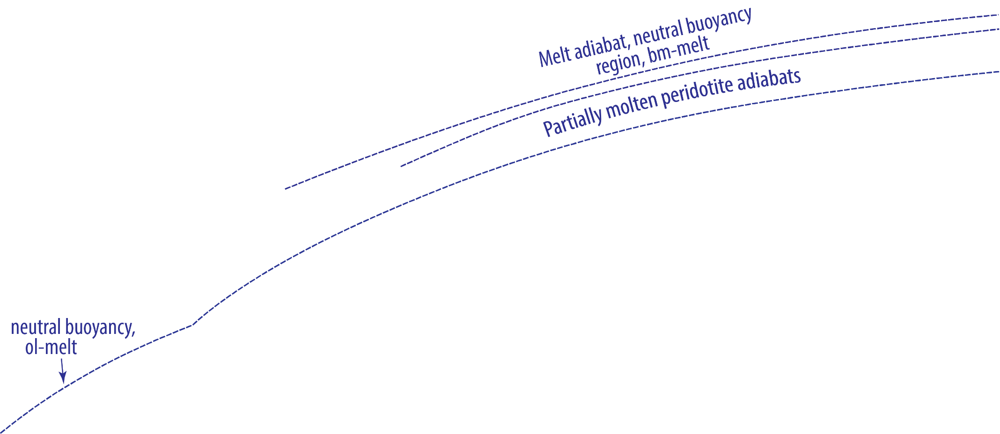 Melt adiabat, neutral buoyancy
region, bm-melt
Partially molten peridotite adiabats
neutral buoyancy,
ol-melt